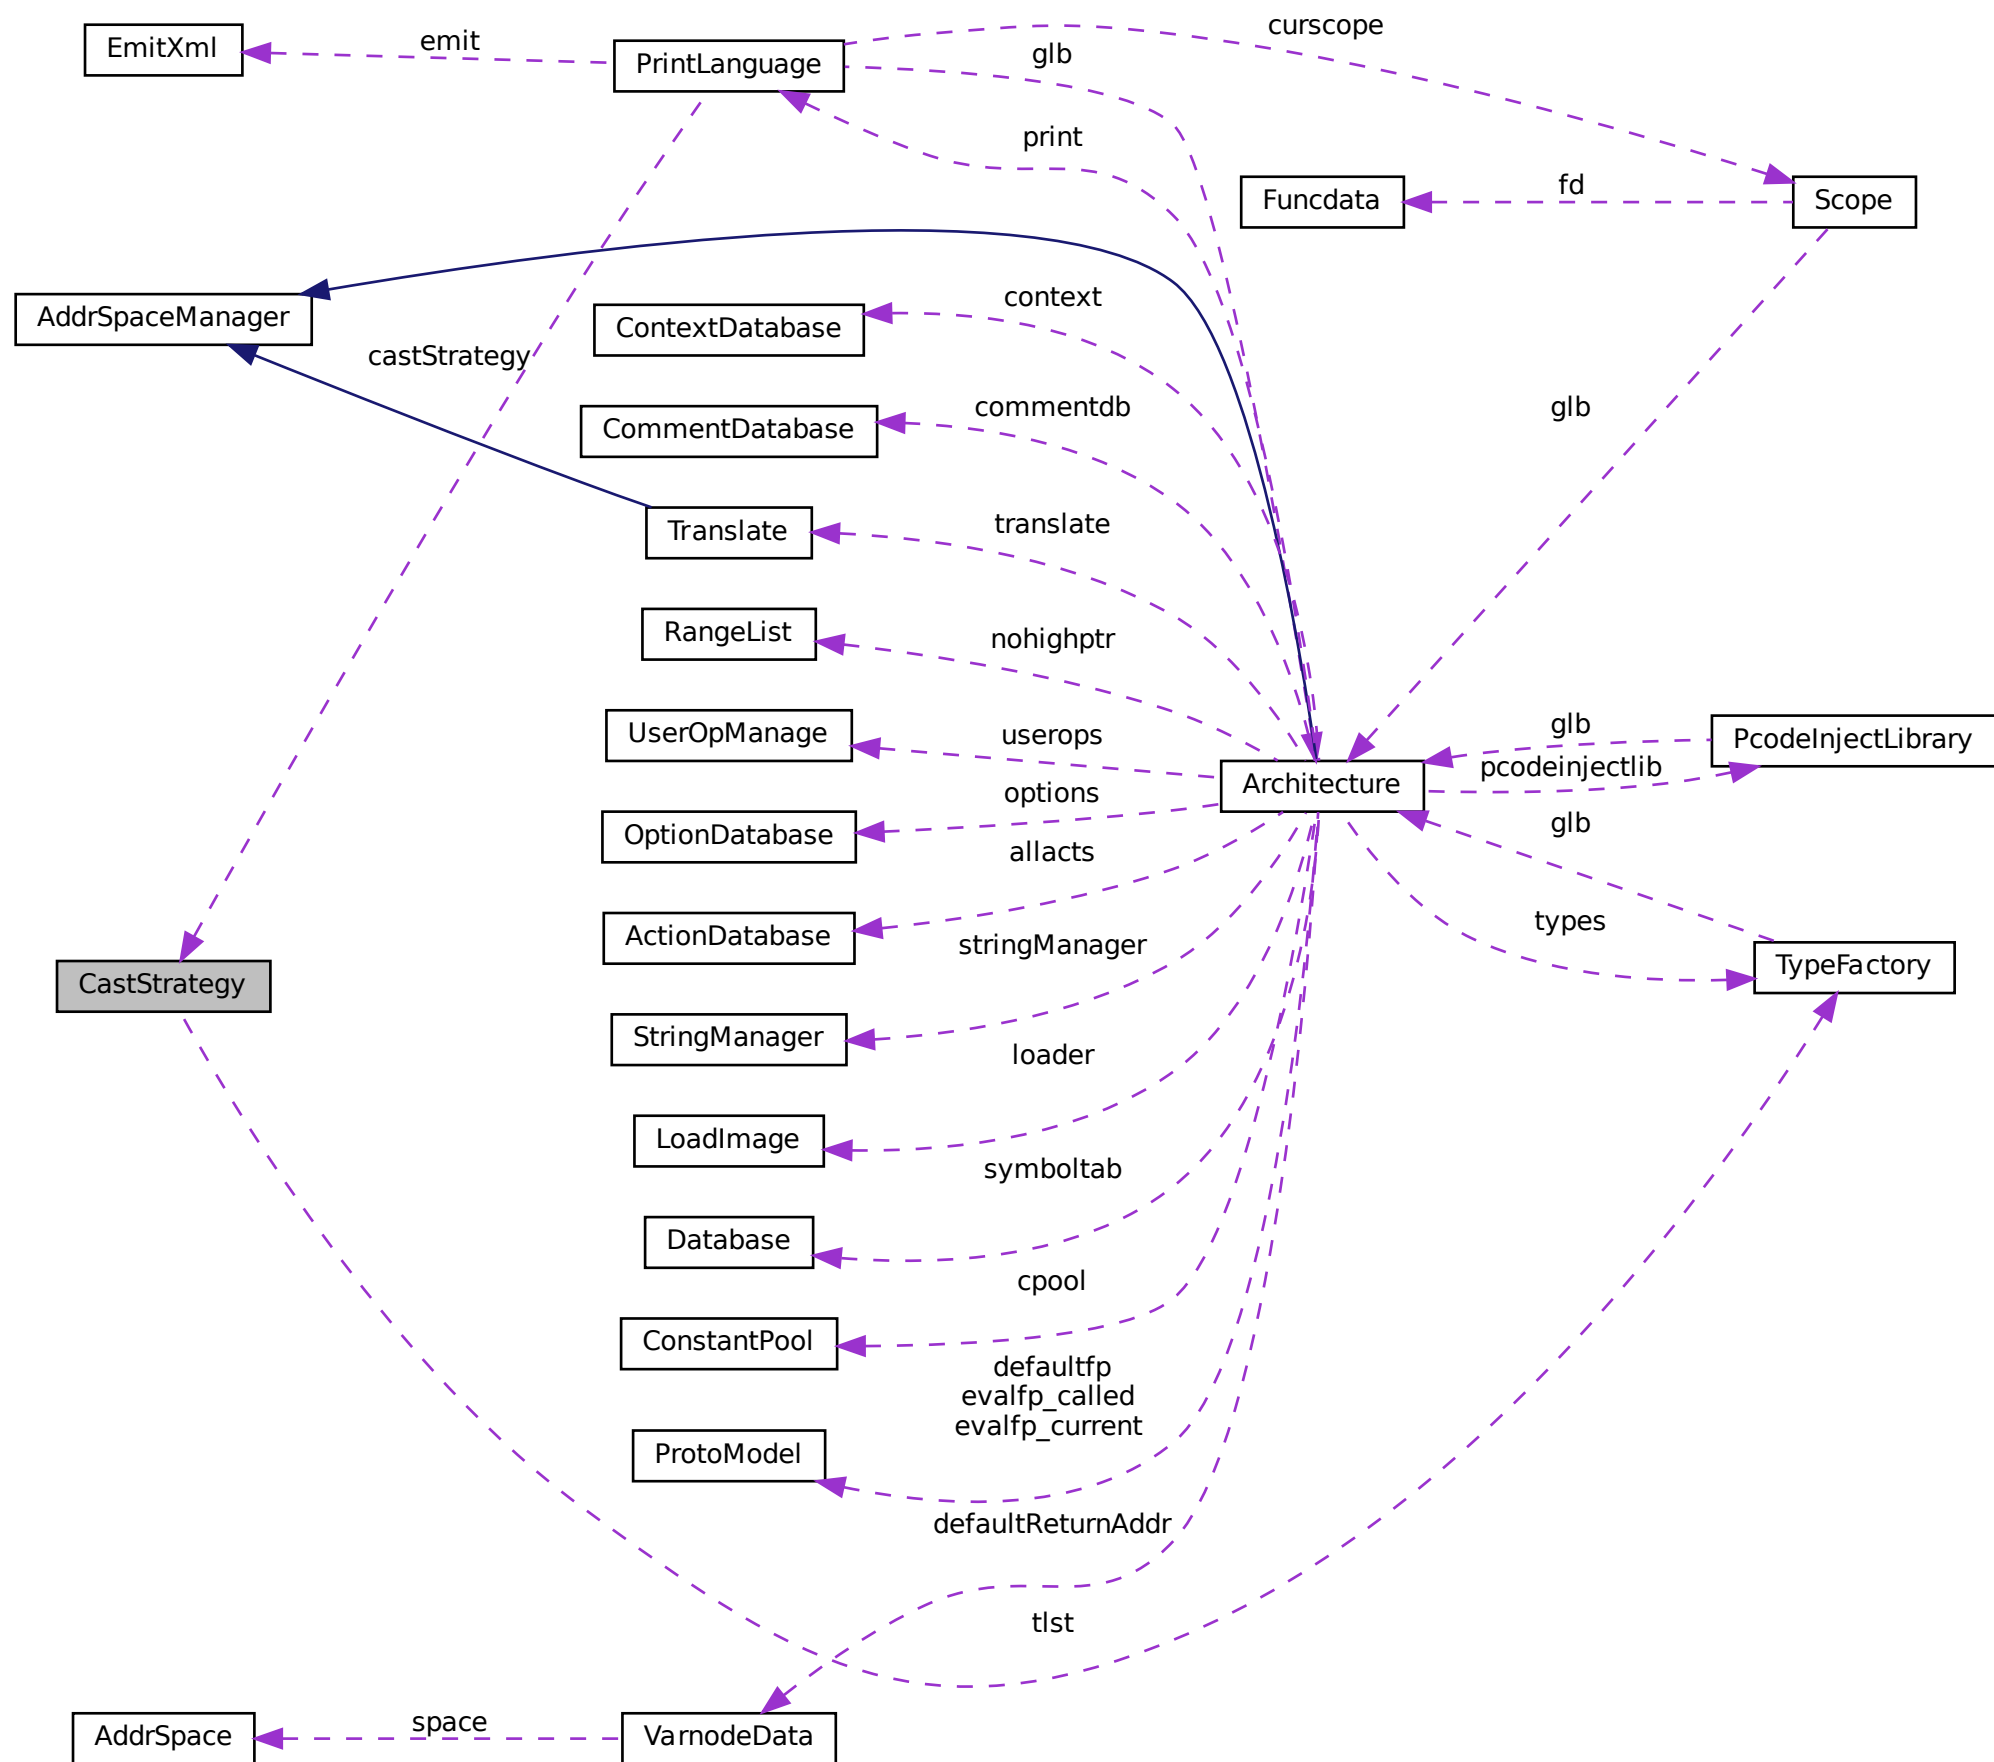 curscope
EmitXml
emit
PrintLanguage
glb
print
Funcdata
fd
Scope
AddrSpaceManager
castStrategy
ContextDatabase
context
CommentDatabase
commentdb
glb
Translate
translate
RangeList
nohighptr
UserOpManage
userops
Architecture
glb
pcodeinjectlib
PcodeInjectLibrary
OptionDatabase
options
glb
ActionDatabase
allacts
types
TypeFactory
CastStrategy
StringManager
stringManager
LoadImage
loader
Database
symboltab
ConstantPool
cpool
ProtoModel
defaultfp
evalfp_called
evalfp_current
defaultReturnAddr
tlst
AddrSpace
space
VarnodeData